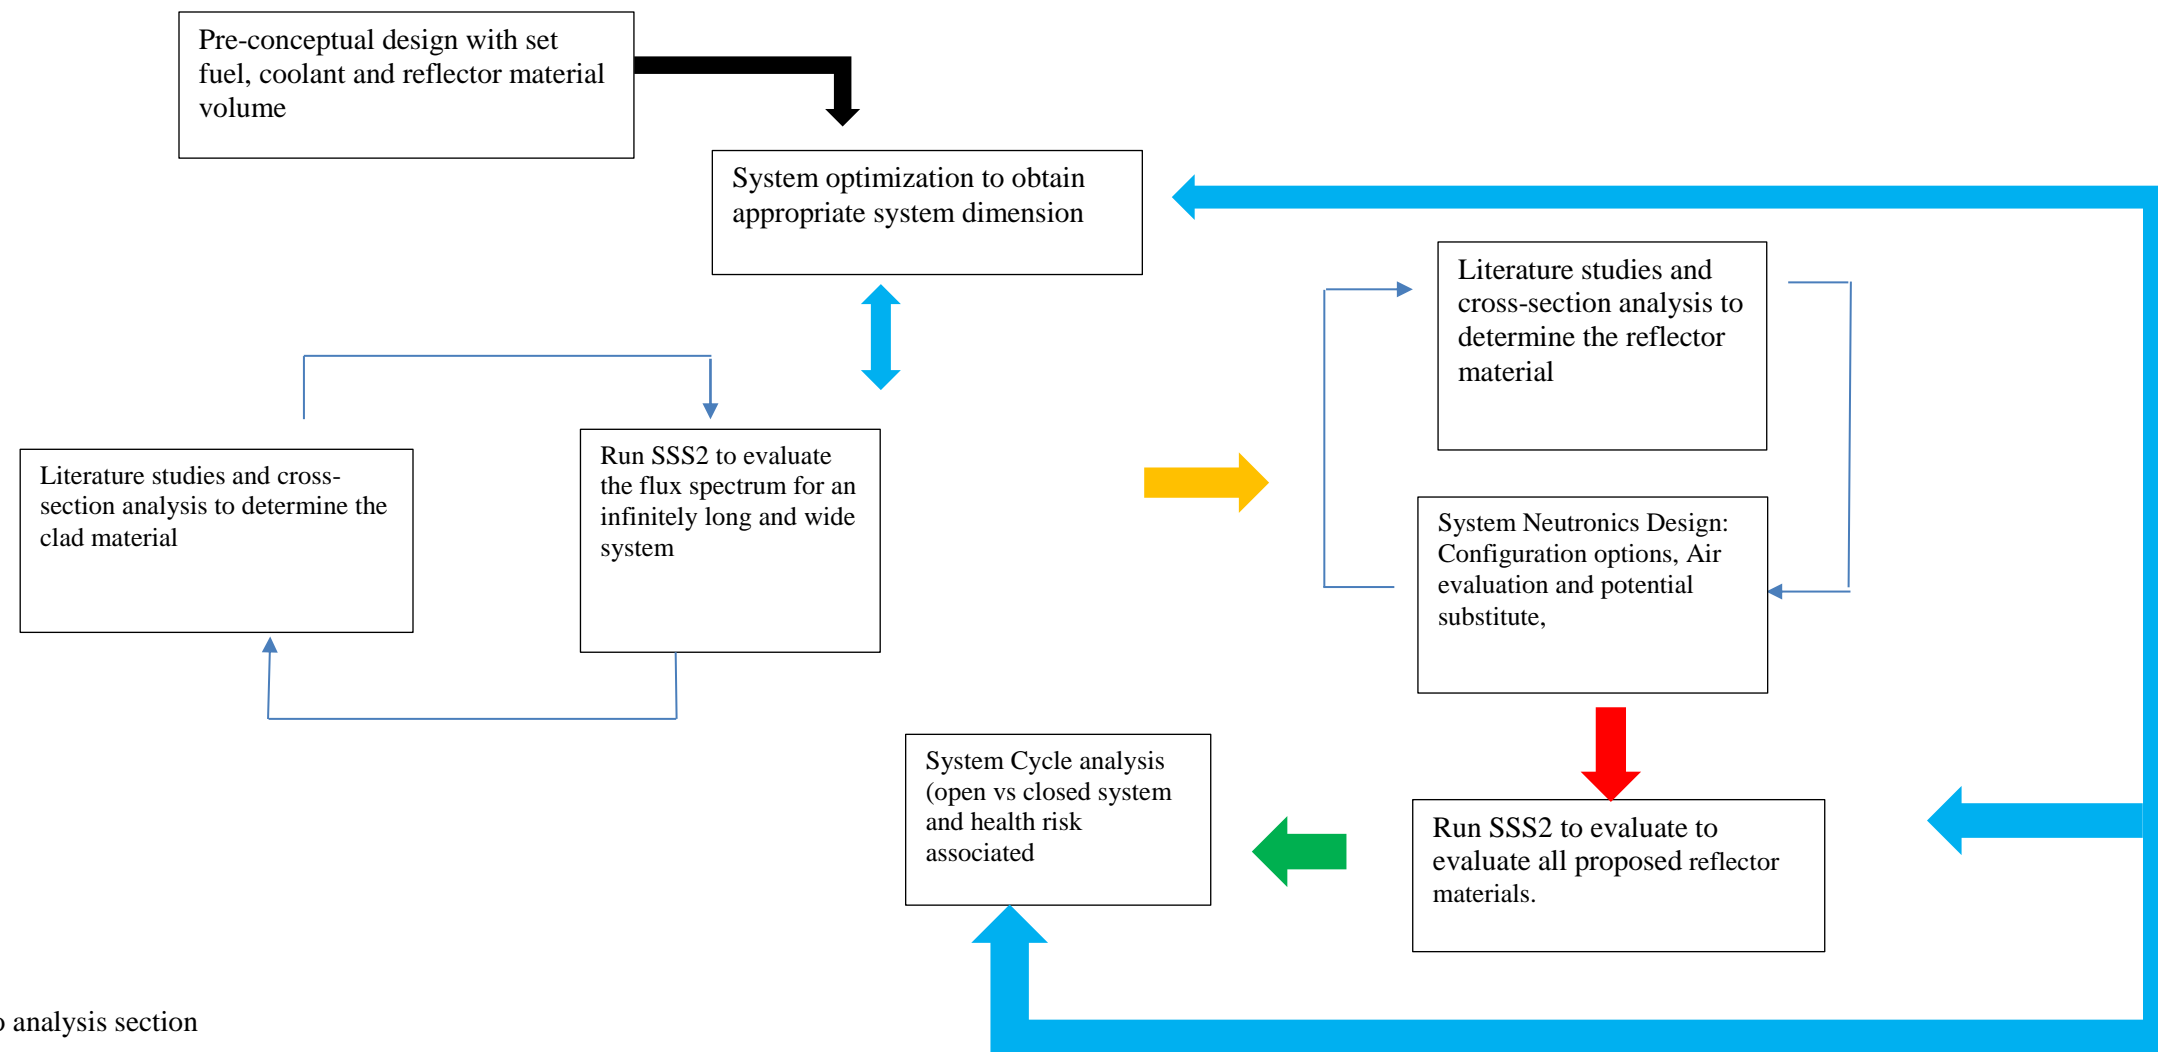 Pre-conceptual design with set
fuel, coolant and reflector material
volume
System optimization to obtain
appropriate system dimension
Literature studies and
cross-section analysis to
determine the reflector
material
Literature studies and cross-
section analysis to determine the
clad material
Run SSS2 to evaluate
the flux spectrum for an
infinitely long and wide
system
System Neutronics Design:
Configuration options, Air
evaluation and potential
substitute,
System Cycle analysis
(open vs closed system
and health risk
associated
Run SSS2 to evaluate to
evaluate all proposed reflector
materials.
analysis section